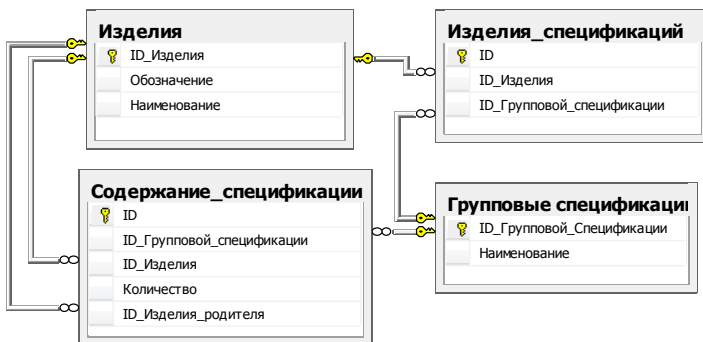 Изделия
ID_Изделия
Обозначение
Наименование
Изделия_спецификаций
ID
ID_Изделия
ID_Групповой_спецификации
Содержание_спецификации
ID
ID_Групповой_спецификации
ID_Изделия
Количество
ID_Изделия_родителя
Групповые спецификаци
ID_Групповой_Спецификации
Наименование